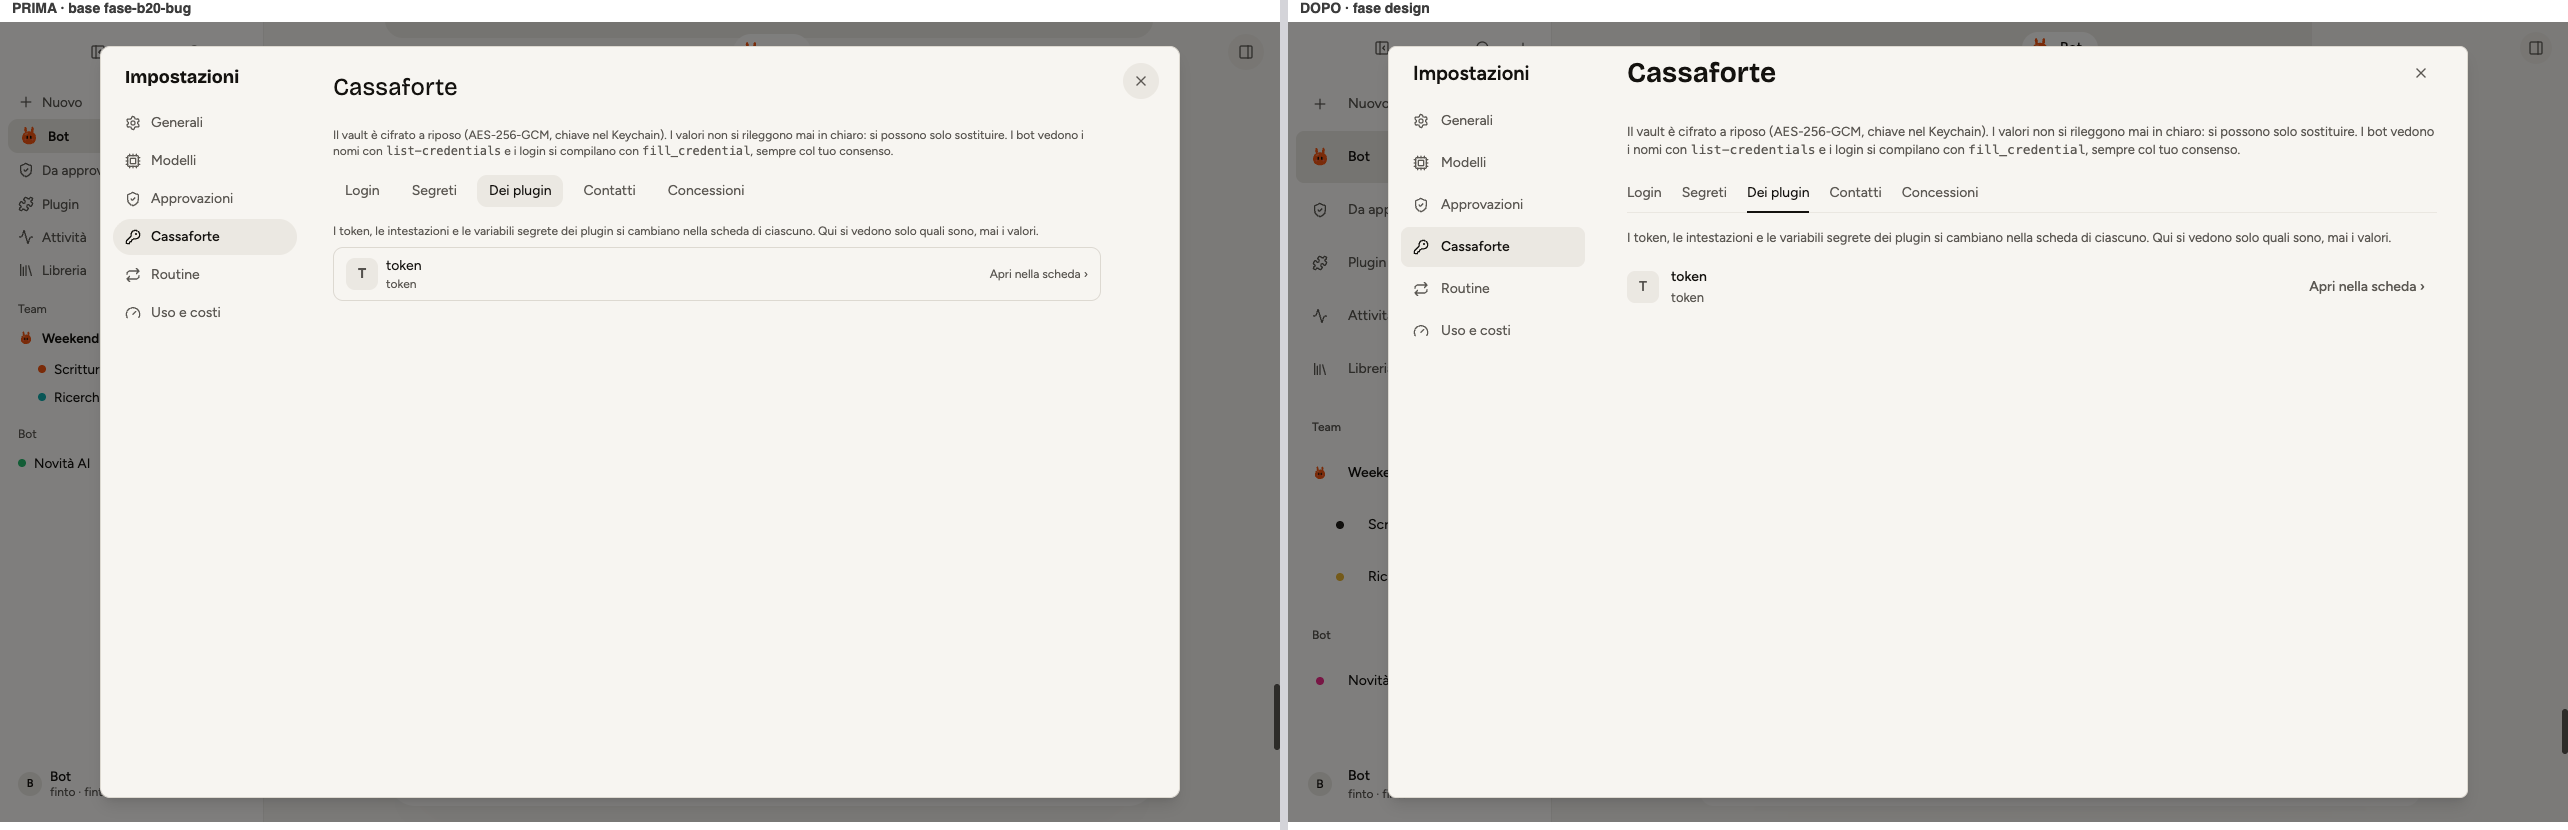 PRIMA · base fase-b20-bug
Impostazioni
Generali
Modelli
Approvazioni
Cassaforte
Routine
Uso e costi
Cassaforte
Il vault è cifrato a riposo (AES-256-GCM, chiave nel Keychain). I valori non si rileggono mai in chiaro: si possono solo sostituire. I bot vedono i
nomi con list-credentials e i login si compilano con fill_credential, sempre col tuo consenso.
Login Segreti Dei plugin Contatti Concessioni
I token, le intestazioni e le variabili segrete dei plugin si cambiano nella scheda di ciascuno. Qui si vedono solo quali sono, mai i valori.
T
token
token
Apri nella scheda ›
Nuovo
Bot
Da approv
Plugin
Attività
Libreria
Team
Weekend
Scrittur
Ricerch
Bot
Novità AI
B
Bot
finto · fint
DOPO · fase design
Impostazioni
Generali
Modelli
Approvazioni
Cassaforte
Routine
Uso e costi
Cassaforte
Il vault è cifrato a riposo (AES-256-GCM, chiave nel Keychain). I valori non si rileggono mai in chiaro: si possono solo sostituire. I bot vedono
i nomi con list-credentials e i login si compilano con fill_credential, sempre col tuo consenso.
Login Segreti Dei plugin Contatti Concessioni
I token, le intestazioni e le variabili segrete dei plugin si cambiano nella scheda di ciascuno. Qui si vedono solo quali sono, mai i valori.
T
token
token
Apri nella scheda ›
Nuovo
Bot
Da app
Plugin
Attivit
Libreri
Team
Weeke
Scr
Ric
Bot
Novità
B
Bot
finto · fi